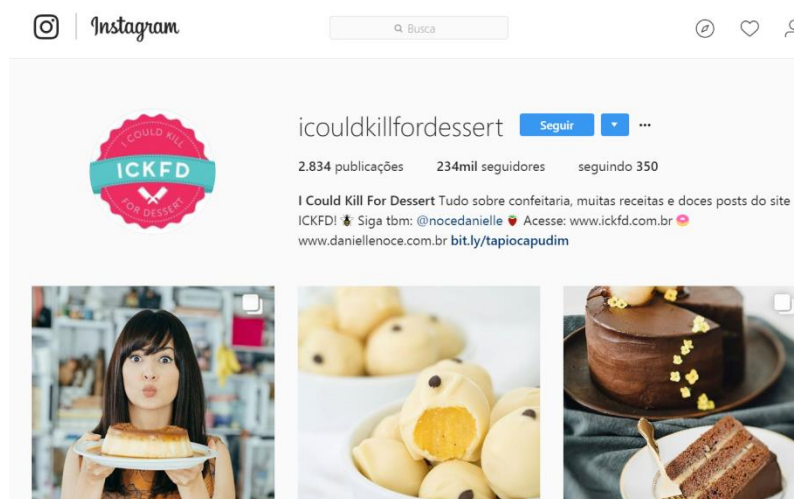 Instagram
Busca
I COULD KILL
ICKFD
FOR DESSERT
icouldkillfordessert Seguir
2.834 publicações 234mil seguidores seguindo 350
I Could Kill For Dessert Tudo sobre confeitaria, muitas receitas e doces posts do site
ICKFD! Siga tbm: @nocedanielle Acesse: www.ickfd.com.br
www.daniellenoce.com.br bit.ly/tapiocapudim